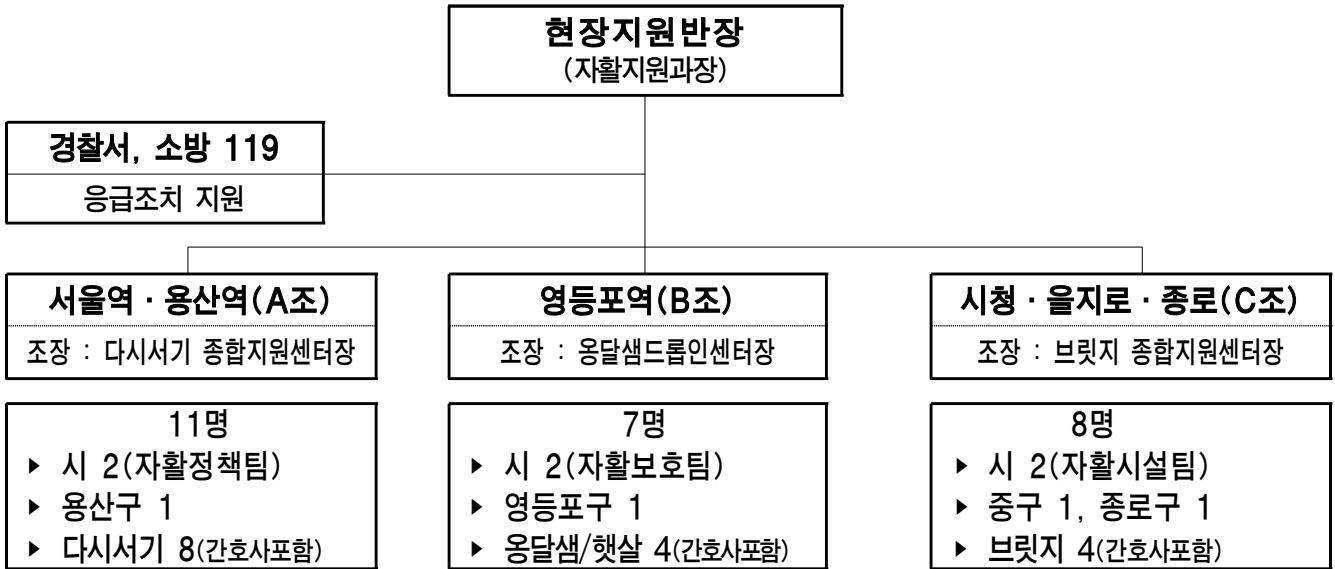 현장지원반장
(자활지원과장)
경찰서, 소방 119
응급조치 지원
서울역·용산역(A조)
조장 : 다시서기 종합지원센터장
11명
▶ 시 2(자활정책팀)
▶ 용산구 1
▶ 다시서기 8(간호사포함)
영등포역(B조)
조장 : 옹달샘드롭인센터장
7명
▶ 시 2(자활보호팀)
▶ 영등포구 1
▶ 옹달샘/햇살 4(간호사포함)
시청·을지로·종로(C조)
조장 : 브릿지 종합지원센터장
8명
▶ 시 2(자활시설팀)
▶ 중구 1, 종로구 1
▶ 브릿지 4(간호사포함)